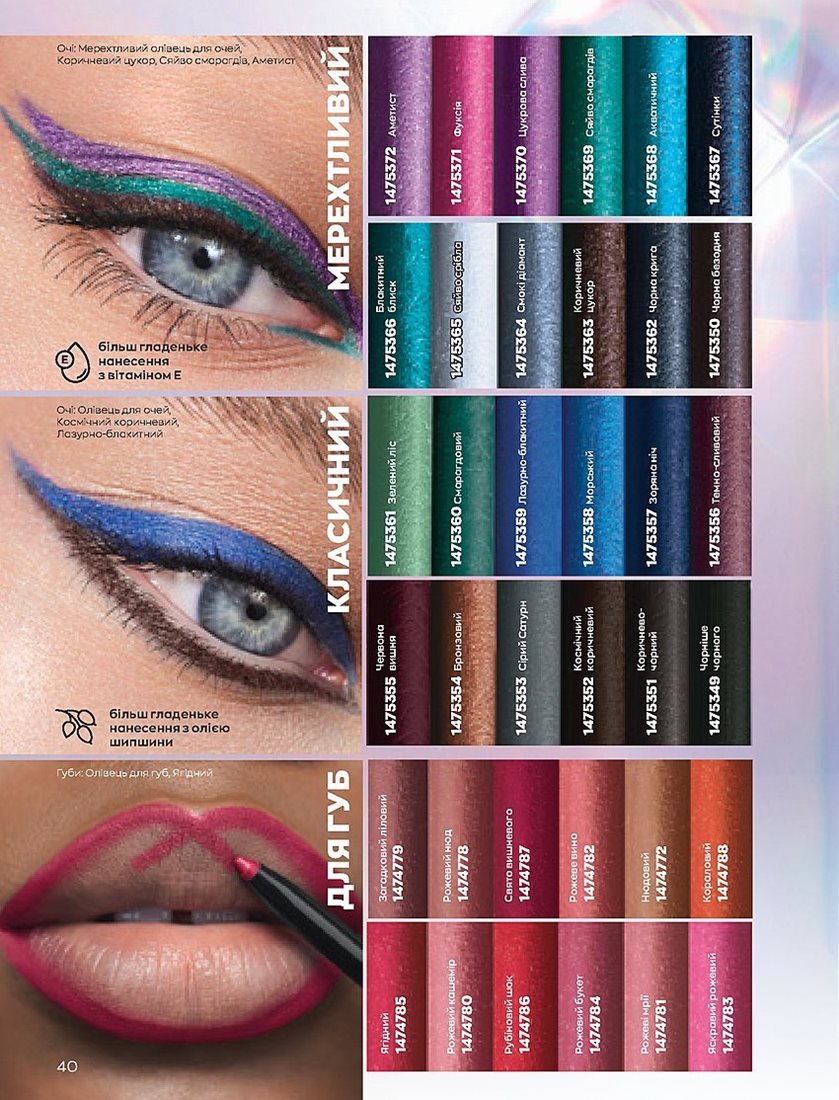 Очі: Мерехтливий олівець для очей,
Коричневий цукор, Сяйво смарагдів, Аметист
МЕРЕХТЛИВИЙ
E
більш гладеньке
нанесення
з вітаміном Е
1475372 Аметист
1475371 Фуксія
1475370 Цукрова слива
1475369 Сяйво смарагдів
1475368 Акватичний
1475367 Сутінки
1475366 Блакитний
блиск
1475365 Сяйво срібла
1475364 Смокі діамант
1475363 Коричневий
цукор
1475362 Чорна крига
1475350 Чорна безодня
Очі: Олівець для очей,
Космічний коричневий,
Лазурно-блакитний
КЛАСИЧНИЙ
більш гладеньке
нанесення з олією
шипшини
1475361 Зелений ліс
1475360 Смарагдовий
1475359 Лазурно-блакитний
1475358 Морський
1475357 Зоряна ніч
1475356 Темно-сливовий
1475355 Червона
вишня
1475354 Бронзовий
1475353 Сірий Сатурн
1475352 Космічний
коричневий
1475351 Коричнево-
чорний
1475349 Чорніше
чорного
Губи: Олівець для губ, Ягідний
ДЛЯ ГУБ
Загадковий ліловий
1474779
Рожевий нюд
1474778
Свято вишневого
1474787
Рожеве вино
1474782
Нюдовий
1474772
Кораловий
1474788
Ягідний
1474785
Рожевий кашемір
1474780
Рубіновий шок
1474786
Рожевий букет
1474784
Рожеві мрії
1474781
Яскравий рожевий
1474783
40